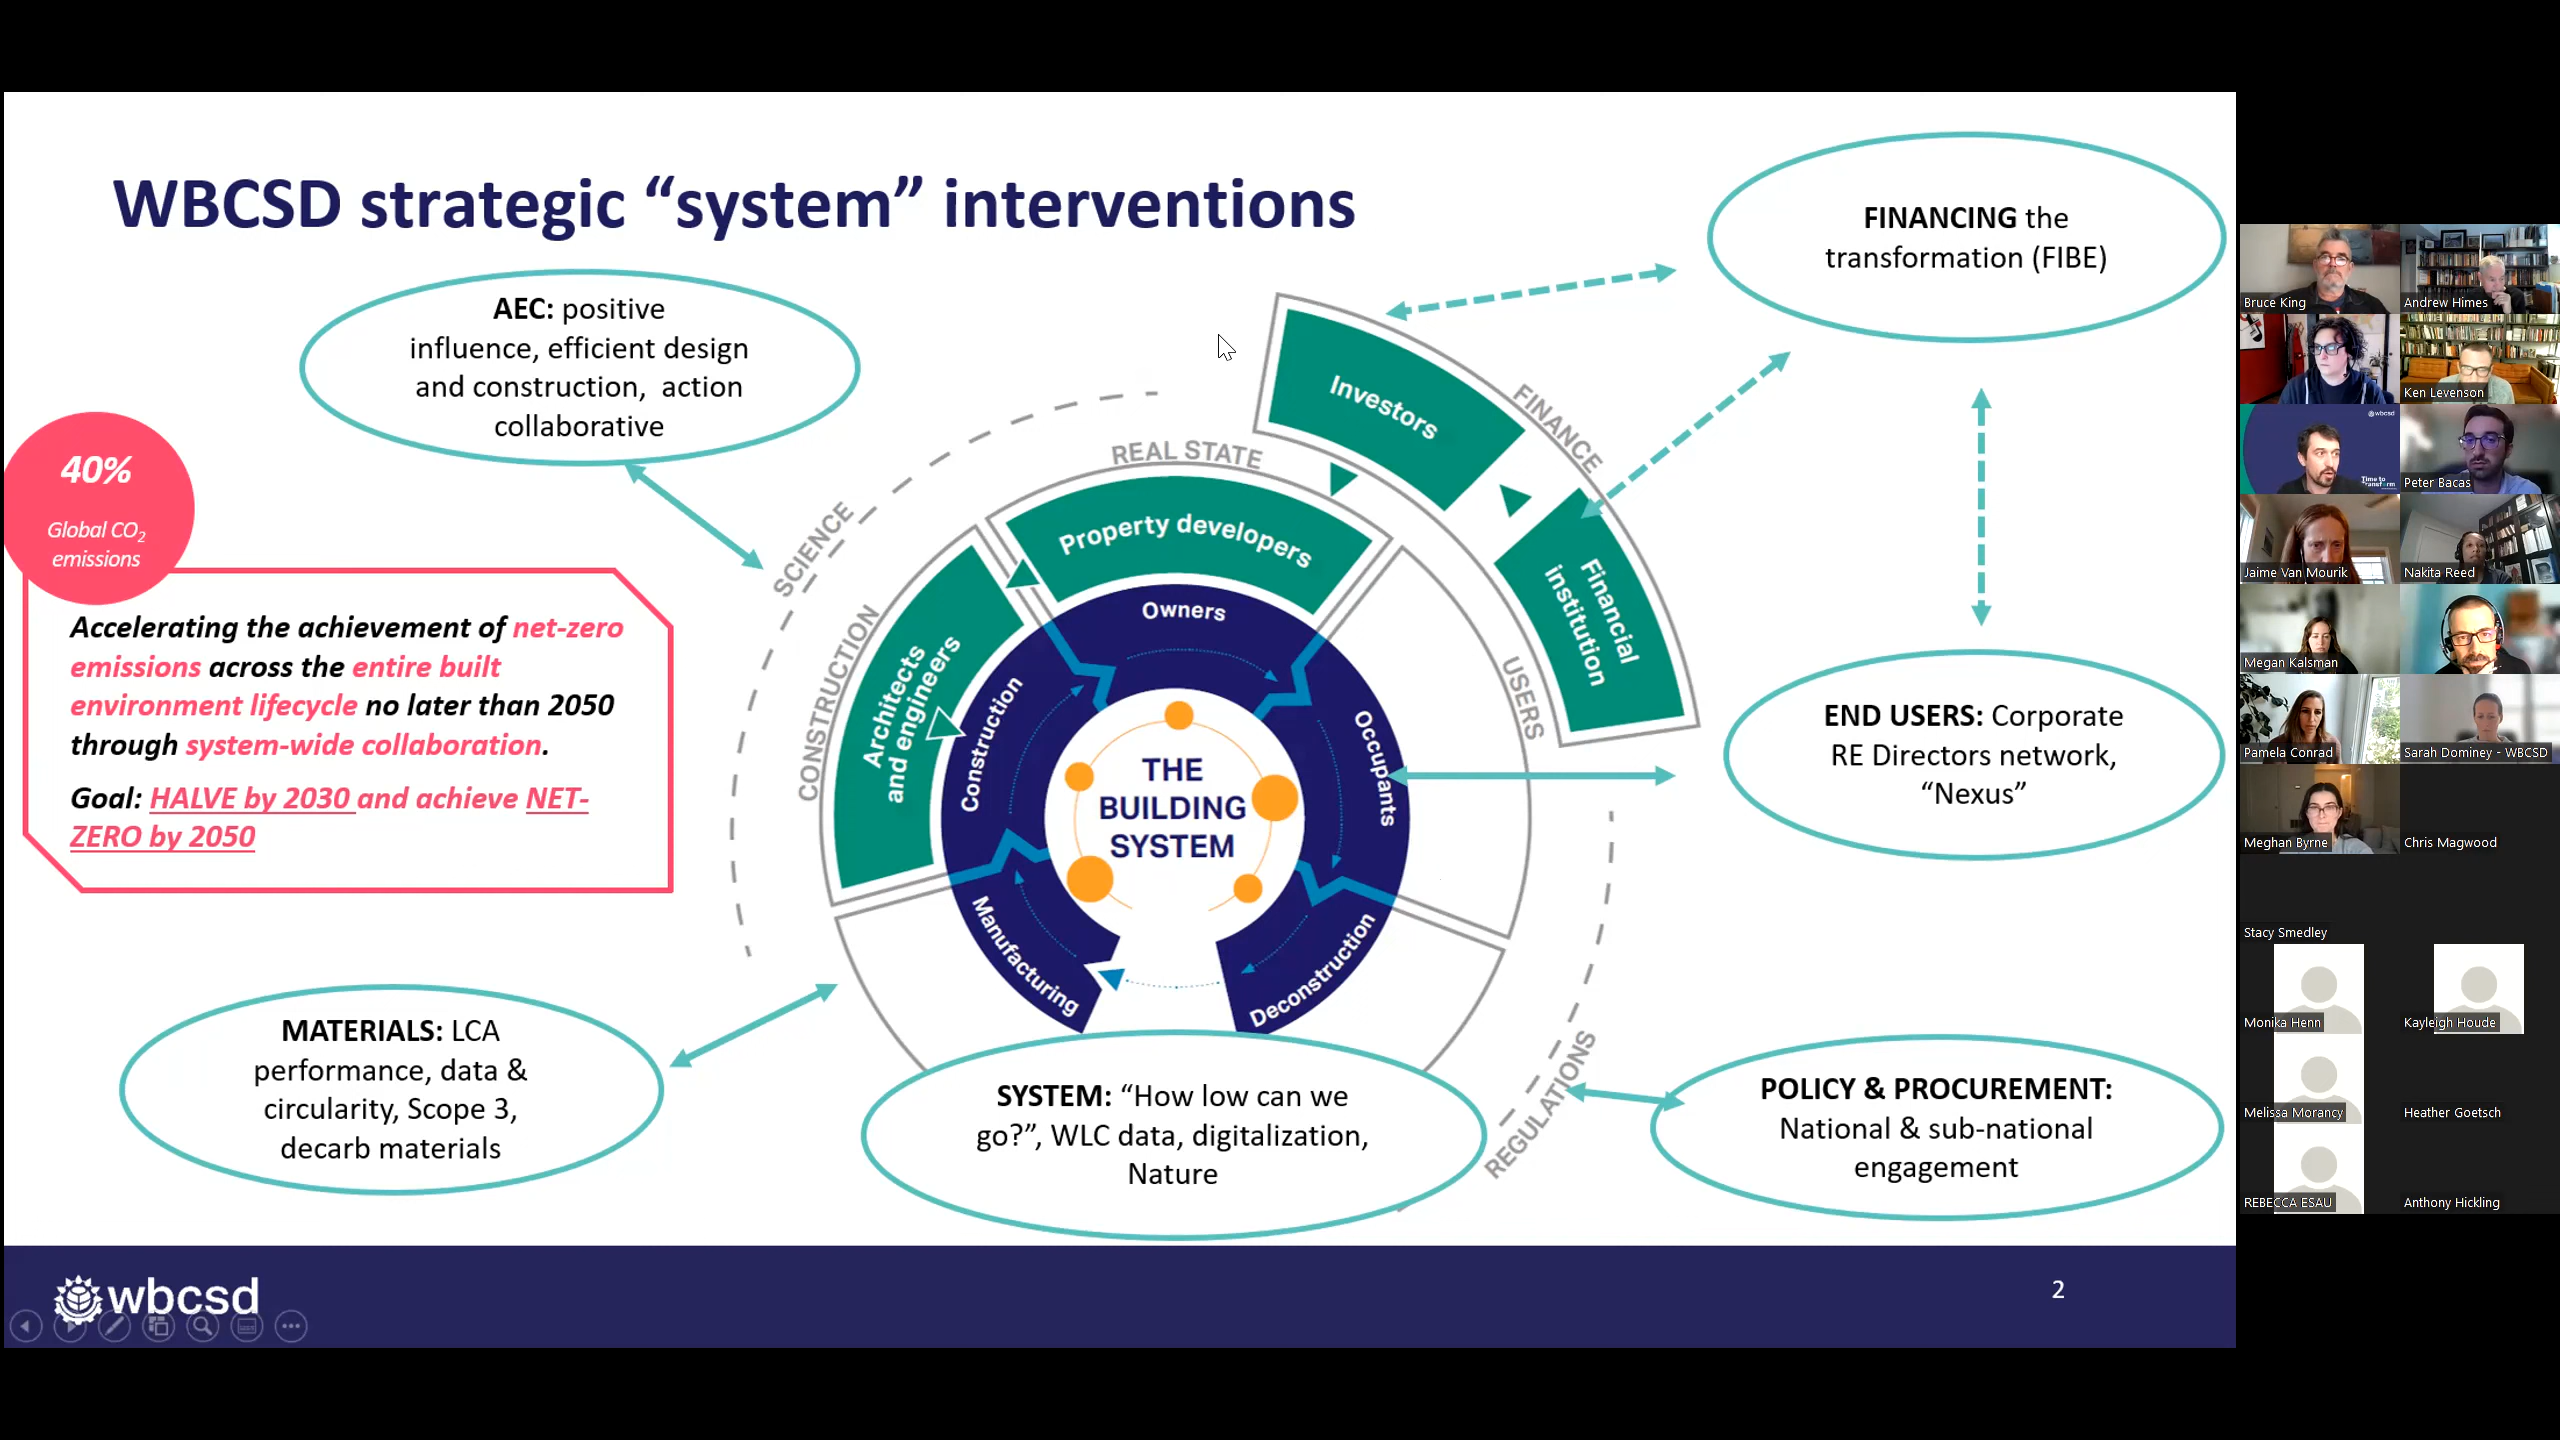 WBCSD strategic “system” interventions
FINANCING the
transformation (FIBE)
AEC: positive
influence, efficient design
and construction,  action
collaborative
40%
Global CO2
emissions
Accelerating the achievement of net-zero
emissions across the entire built
environment lifecycle no later than 2050
through system-wide collaboration.
Goal: HALVE by 2030 and achieve NET-
ZERO by 2050
SCIENCE
CONSTRUCTION
REAL STATE
FINANCE
USERS
REGULATIONS
Investors
Financial
institution
Property developers
Architects
and engineers
Owners
Construction
Occupants
Manufacturing
Deconstruction
THE
BUILDING
SYSTEM
END USERS: Corporate
RE Directors network,
“Nexus”
MATERIALS: LCA
performance, data &
circularity, Scope 3,
decarb materials
SYSTEM: “How low can we
go?”, WLC data, digitalization,
Nature
POLICY & PROCUREMENT:
National & sub-national
engagement
wbcsd
2
Bruce King
Andrew Himes
Ken Levenson
wbcsd
Time to
Peter Bacas
Jaime Van Mourik
Nakita Reed
Megan Kalsman
Pamela Conrad
Sarah Dominey - WBCSD
Meghan Byrne
Chris Magwood
Stacy Smedley
Monika Henn
Kayleigh Houde
Melissa Morancy
Heather Goetsch
REBECCA ESAU
Anthony Hickling